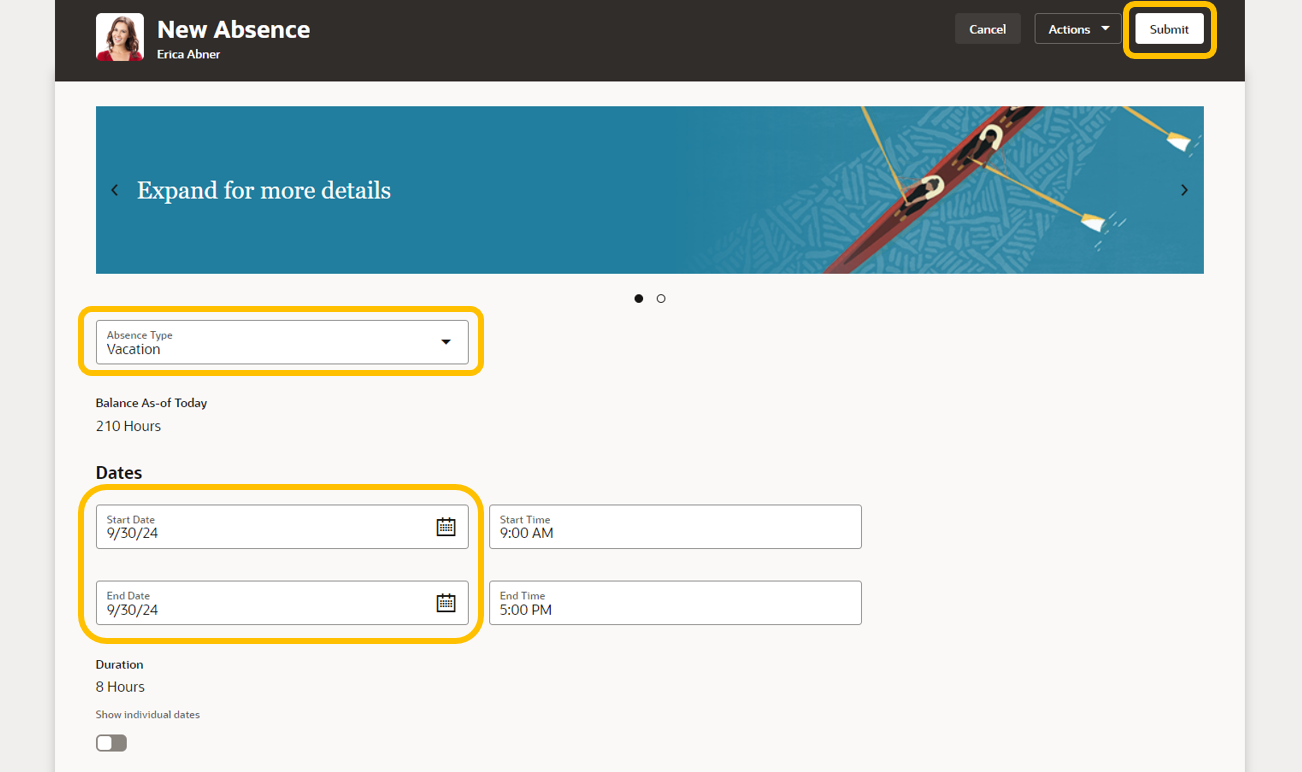 New Absence
Erica Abner
Cancel
Actions
Submit
Expand for more details
Absence Type
Vacation
Balance As-of Today
210 Hours
Dates
Start Date
9/30/24
Start Time
9:00 AM
End Date
9/30/24
End Time
5:00 PM
Duration
8 Hours
Show individual dates